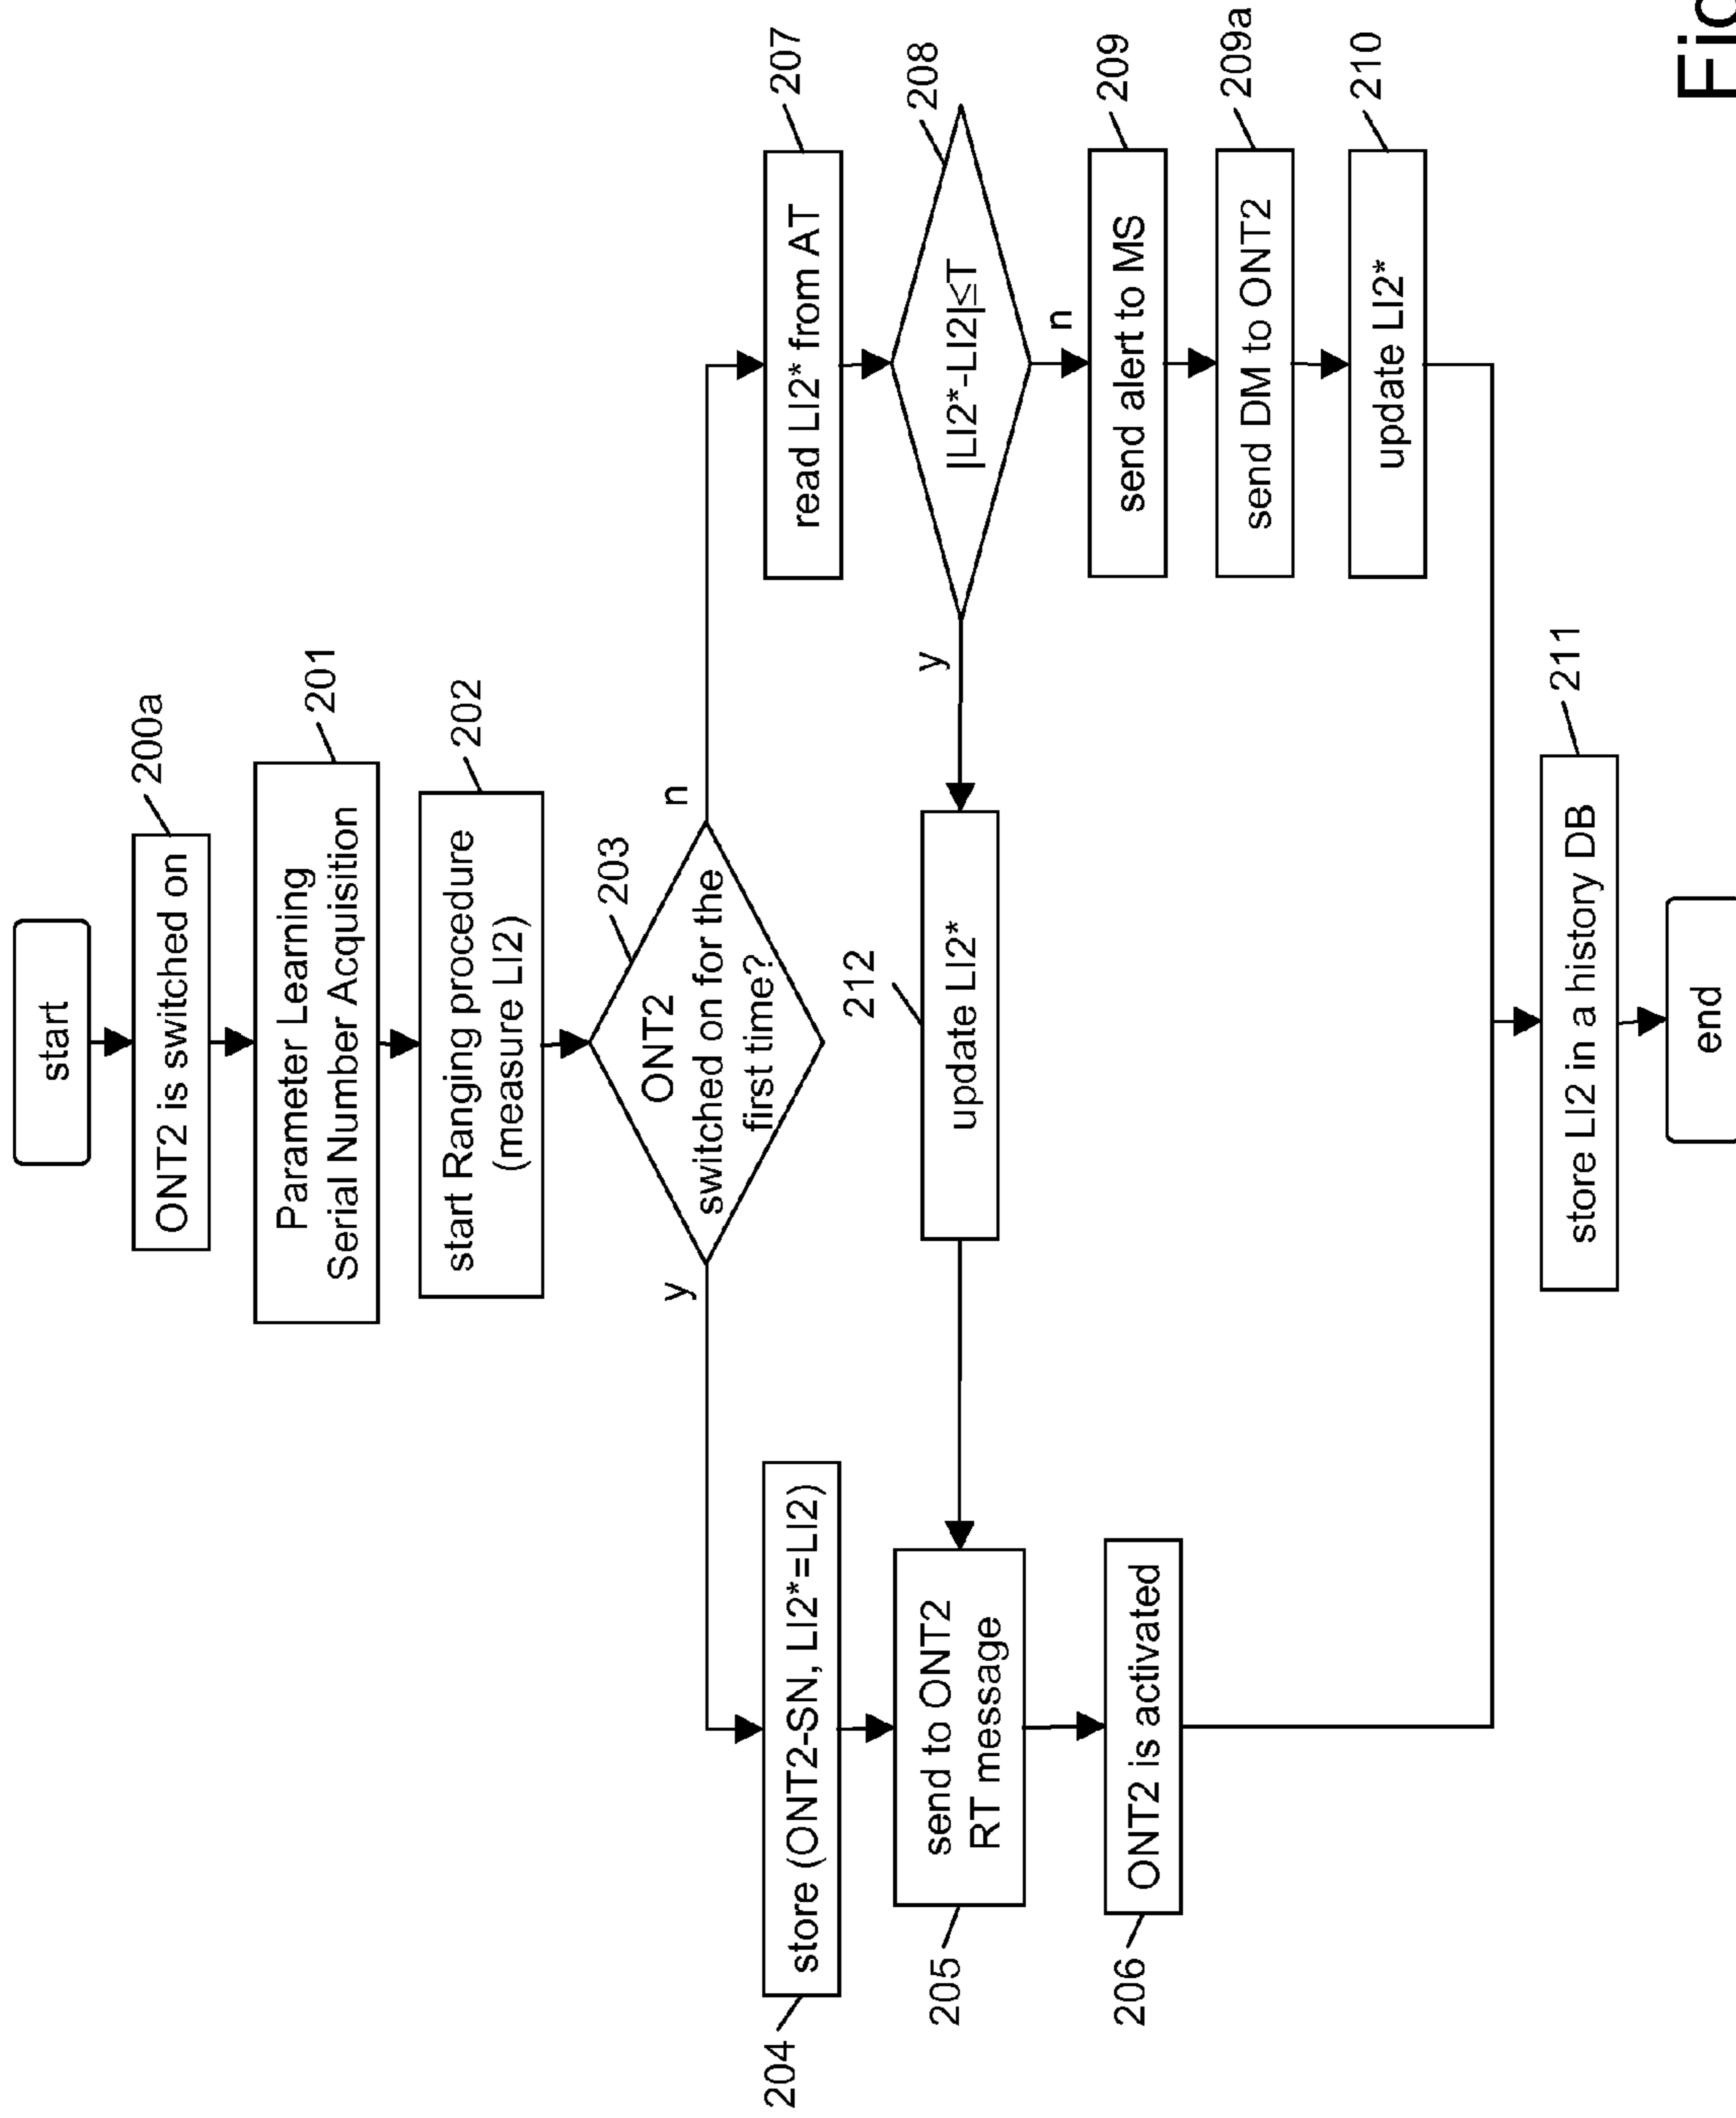 start
ONT2 is switched on
200a
Parameter Learning
Serial Number Acquisition
201
start Ranging procedure
(measure LI2)
202
ONT2
switched on for the
first time?
203
y
n
204
store (ONT2-SN, LI2*=LI2)
read LI2* from AT
207
205
send to ONT2
RT message
212
update LI2*
y
|LI2*-LI2|≤T
208
n
206
ONT2 is activated
send alert to MS
209
send DM to ONT2
209a
update LI2*
210
store LI2 in a history DB
211
end